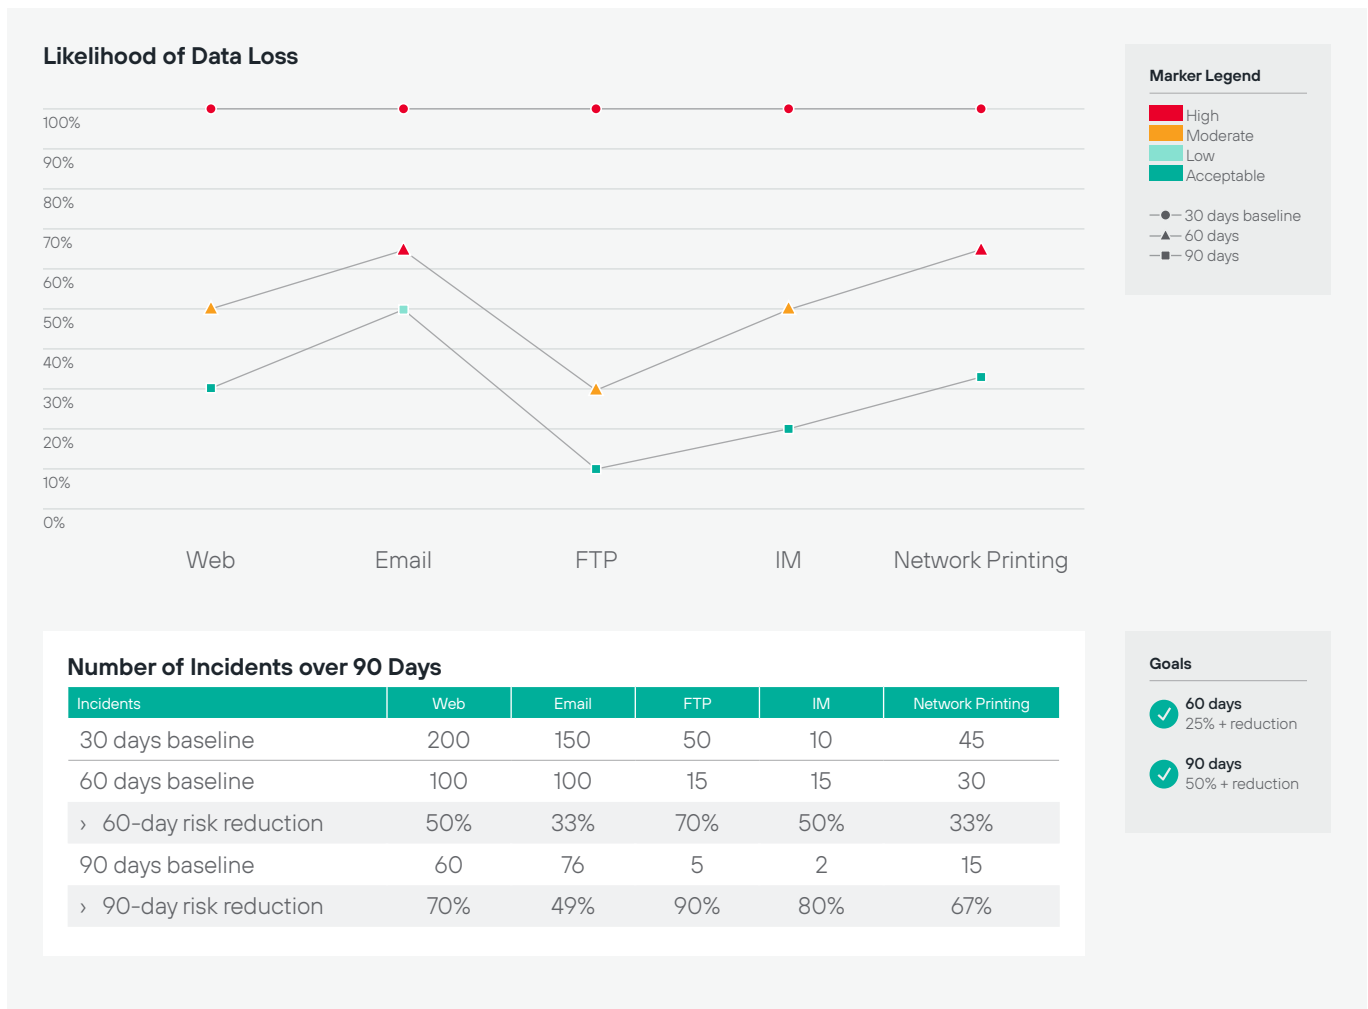 Likelihood of Data Loss
100%
90%
80%
70%
60%
50%
40%
30%
20%
10%
0%
Web Email FTP IM Network Printing
Marker Legend
High
Moderate
Low
Acceptable
30 days baseline
60 days
90 days
Number of Incidents over 90 Days
Incidents Web Email FTP IM Network Printing
30 days baseline 200 150 50 10 45
60 days baseline 100 100 15 15 30
› 60-day risk reduction 50% 33% 70% 50% 33%
90 days baseline 60 76 5 2 15
› 90-day risk reduction 70% 49% 90% 80% 67%
Goals
60 days
25% + reduction
90 days
50% + reduction